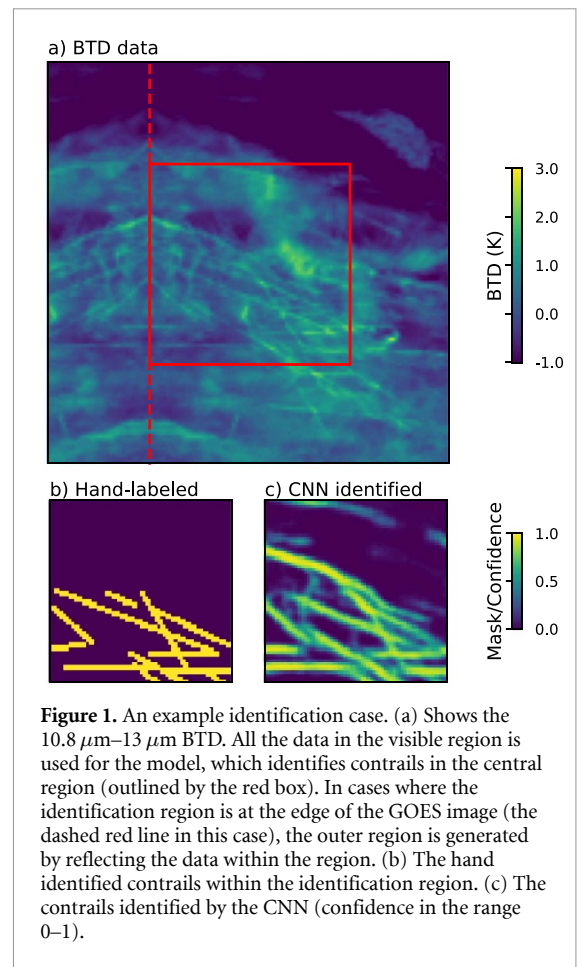 a) BTD data
3.0
2.0
1.0
0.0
-1.0
BTD (K)
b) Hand-labeled
c) CNN identified
1.0
0.5
0.0
Mask/Confidence
Figure 1. An example identification case. (a) Shows the
10.8 μm–13 μm BTD. All the data in the visible region is
used for the model, which identifies contrails in the central
region (outlined by the red box). In cases where the
identification region is at the edge of the GOES image (the
dashed red line in this case), the outer region is generated
by reflecting the data within the region. (b) The hand
identified contrails within the identification region. (c) The
contrails identified by the CNN (confidence in the range
0–1).